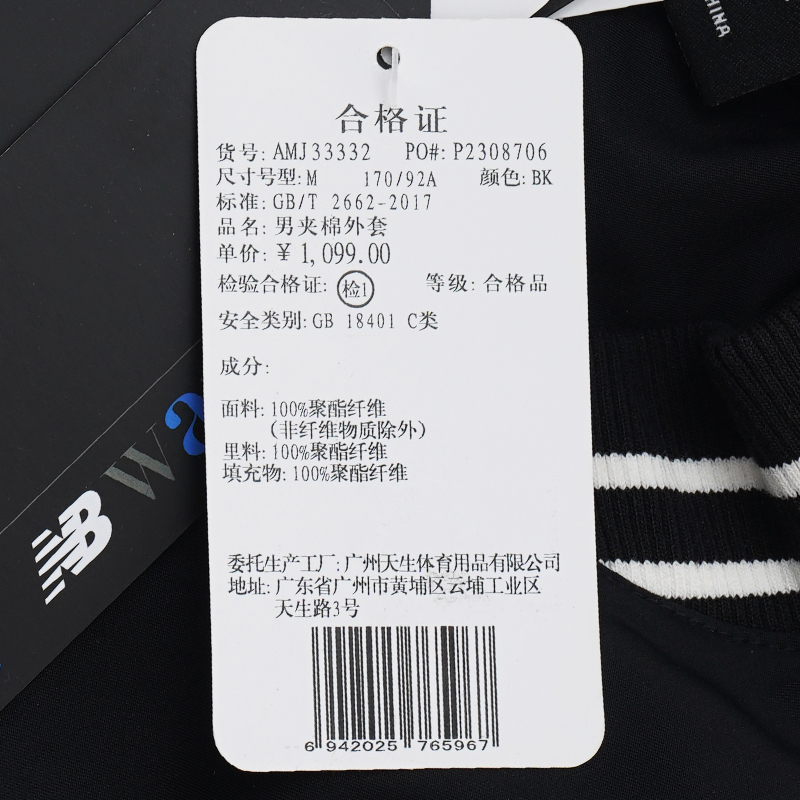 HINA
合格证
货号: AMJ33332 PO#: P2308706
尺寸号型: M 170/92A 颜色: BK
标准: GB/T 2662-2017
品名: 男夹棉外套
单价: ¥ 1,099.00
检验合格证: 检1 等级: 合格品
安全类别: GB 18401 C类
成分:
面料: 100%聚酯纤维
(非纤维物质除外)
里料: 100%聚酯纤维
填充物: 100%聚酯纤维
wa
NB
委托生产工厂: 广州天生体育用品有限公司
地址: 广东省广州市黄埔区云埔工业区
天生路3号
6 942025 765967